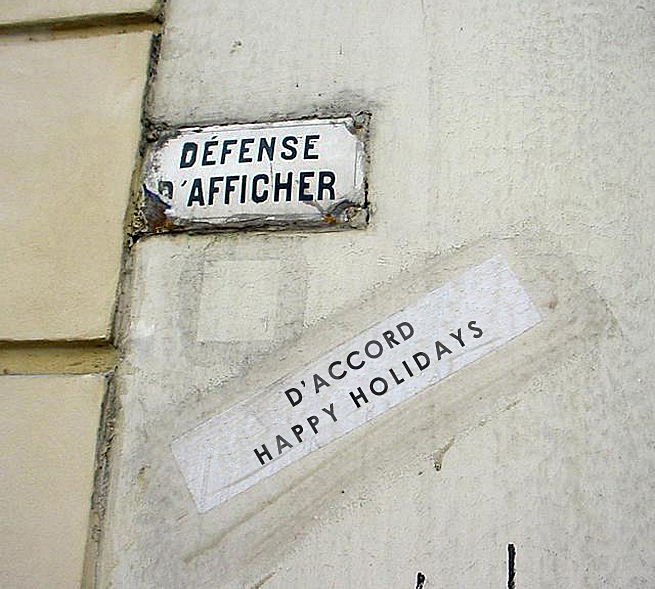 DÉFENSE
D'AFFICHER
D'ACCORD
HAPPY HOLIDAYS